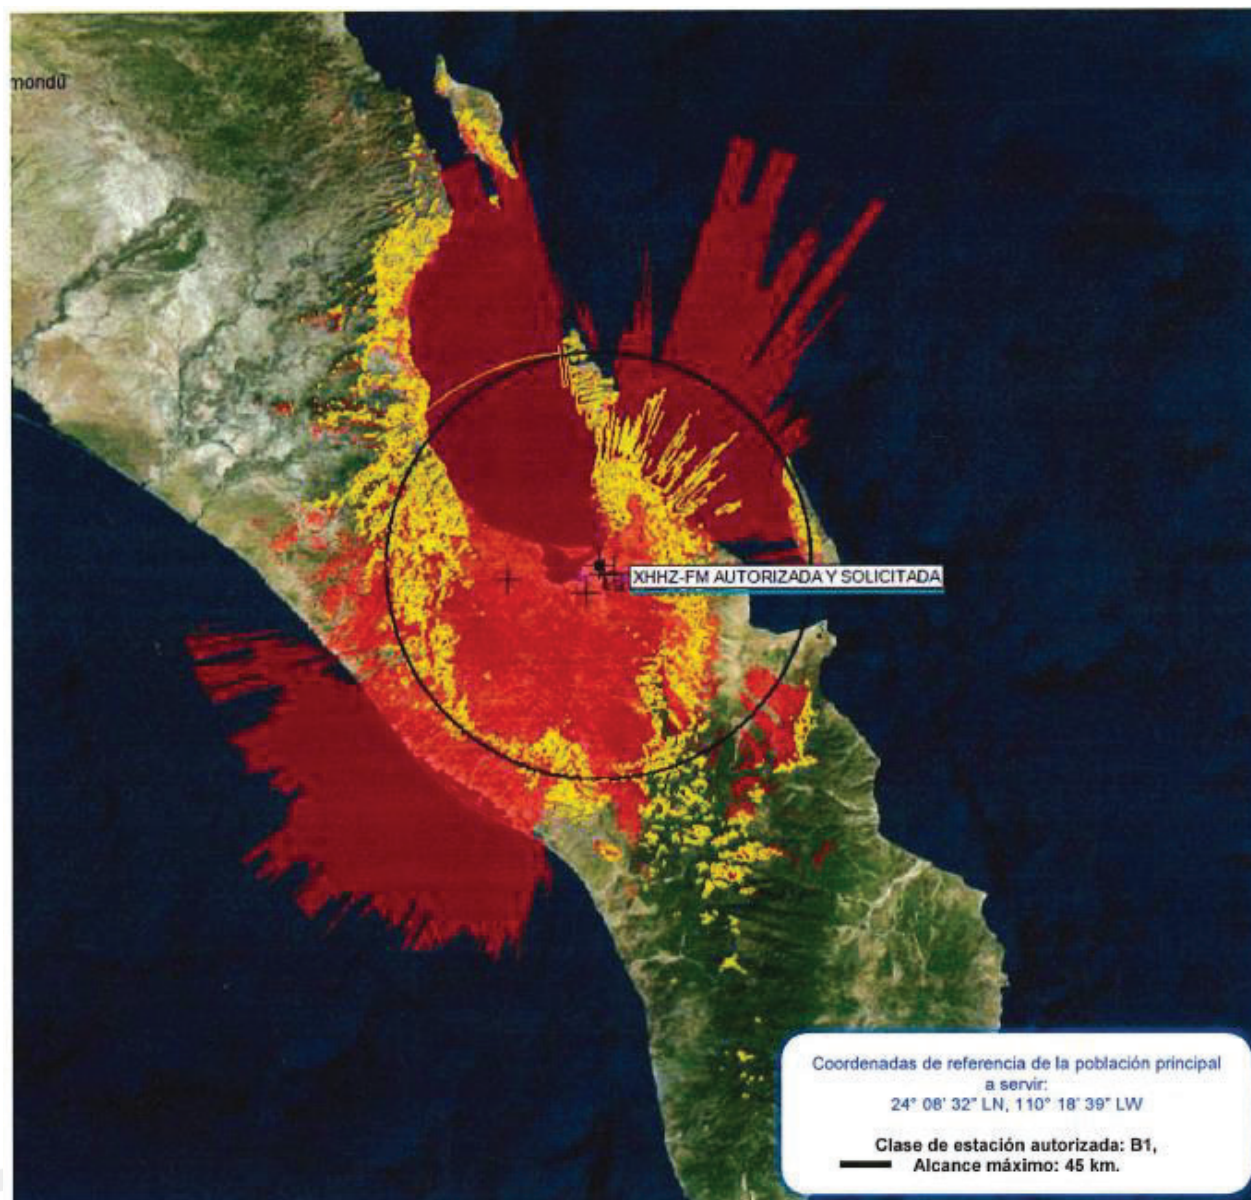 mondú
XHHZ-FM AUTORIZADA Y SOLICITADA
Coordenadas de referencia de la población principal
a servir:
24° 08' 32" LN, 110° 18' 39" LW
Clase de estación autorizada: B1,
Alcance máximo: 45 km.